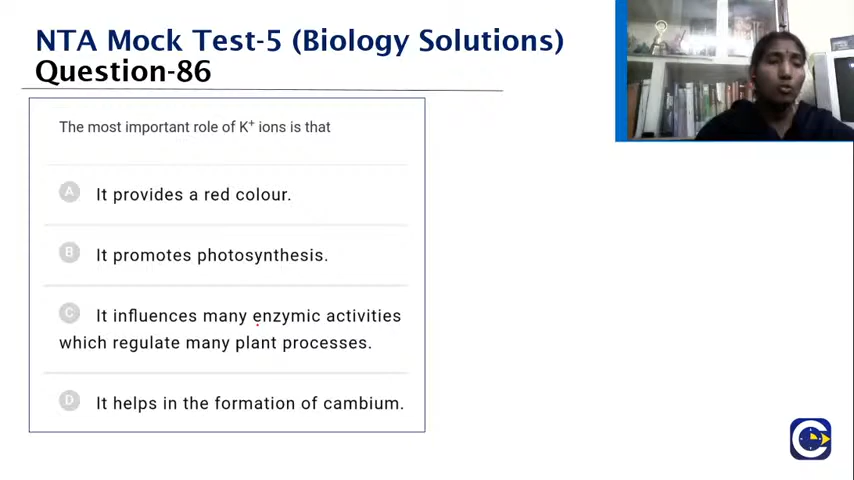 NTA Mock Test-5 (Biology Solutions)
Question-86
The most important role of K⁺ ions is that
A It provides a red colour.
B It promotes photosynthesis.
C It influences many enzymic activities
which regulate many plant processes.
D It helps in the formation of cambium.